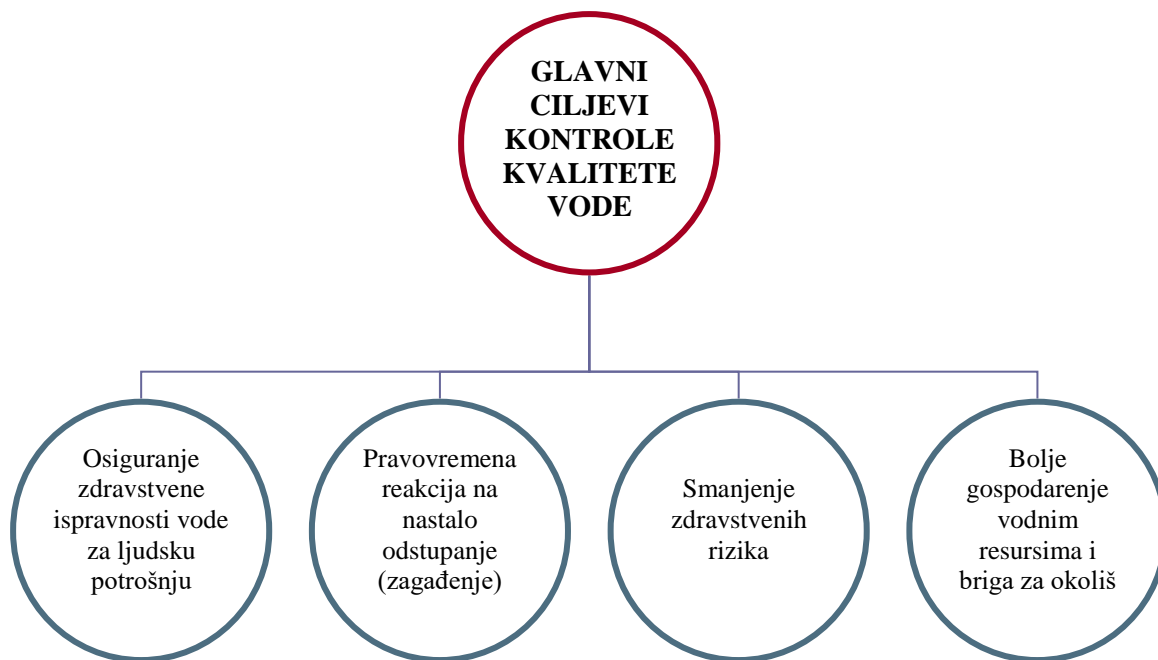 GLAVNI
CILJEVI
KONTROLE
KVALITETE
VODE
Osiguranje
zdravstvene
ispravnosti vode
za ljudsku
potrošnju
Pravovremena
reakcija na
nastalo
odstupanje
(zagađenje)
Smanjenje
zdravstvenih
rizika
Bolje
gospodarenje
vodnim
resursima i
briga za okoliš